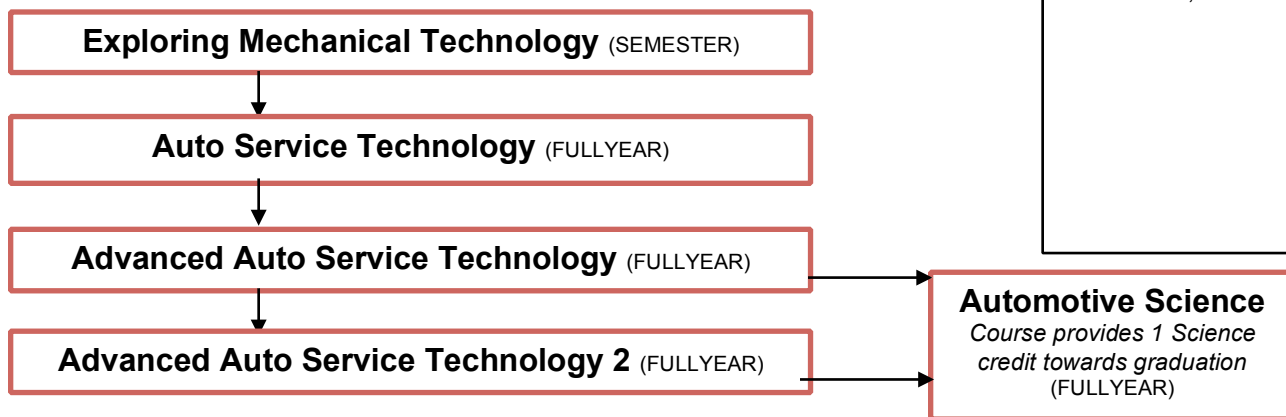 Exploring Mechanical Technology (SEMESTER)
Auto Service Technology (FULLYEAR)
Advanced Auto Service Technology (FULLYEAR)
Advanced Auto Service Technology 2 (FULLYEAR)
Automotive Science
Course provides 1 Science
credit towards graduation
(FULLYEAR)